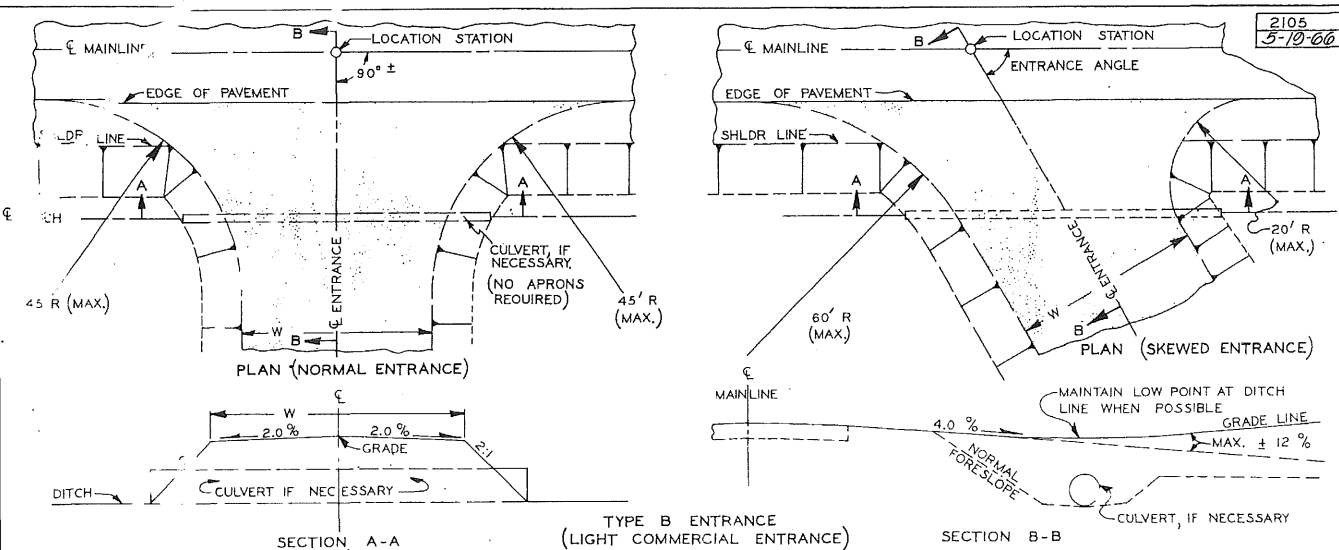 2105
5-19-66
B
LOCATION STATION
℄ MAINLINE
90° ±
EDGE OF PAVEMENT
LINE
A
A
℄
CULVERT, IF
NECESSARY,
(NO APRONS
REQUIRED)
℄ ENTRANCE
45 R (MAX.)
45' R
(MAX.)
W
B
PLAN (NORMAL ENTRANCE)
B
LOCATION STATION
℄ MAINLINE
ENTRANCE ANGLE
EDGE OF PAVEMENT
SHLDR LINE
A
A
20' R
(MAX.)
℄ ENTRANCE
60' R
(MAX.)
W
B
PLAN (SKEWED ENTRANCE)
℄
W
2.0 %
2.0 %
GRADE
2:1
DITCH
CULVERT IF NECESSARY
SECTION A-A
℄
MAINLINE
MAINTAIN LOW POINT AT DITCH
LINE WHEN POSSIBLE
4.0 %
GRADE LINE
MAX. ± 12 %
NORMAL
FORESLOPE
CULVERT, IF NECESSARY
SECTION B-B
TYPE B ENTRANCE
(LIGHT COMMERCIAL ENTRANCE)